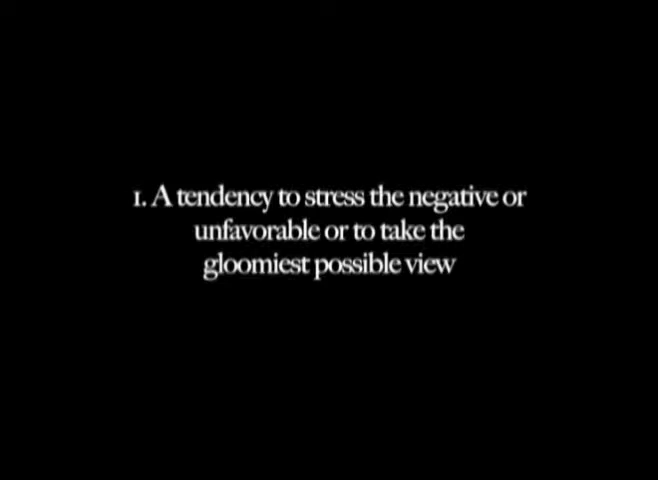 1. A tendency to stress the negative or
unfavorable or to take the
gloomiest possible view